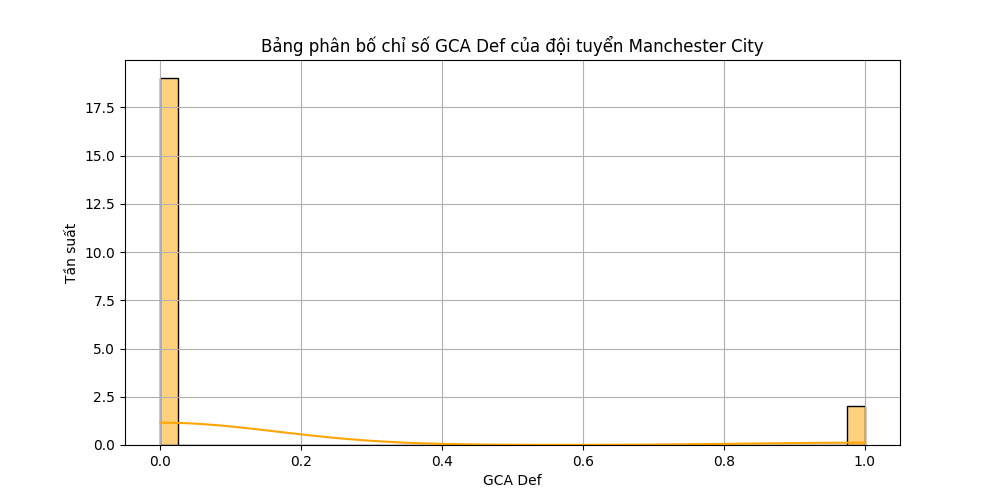 Bảng phân bố chỉ số GCA Def của đội tuyển Manchester City
17.5
15.0
12.5
10.0
7.5
5.0
2.5
0.0
Tần suất
0.0 0.2 0.4 0.6 0.8 1.0
GCA Def